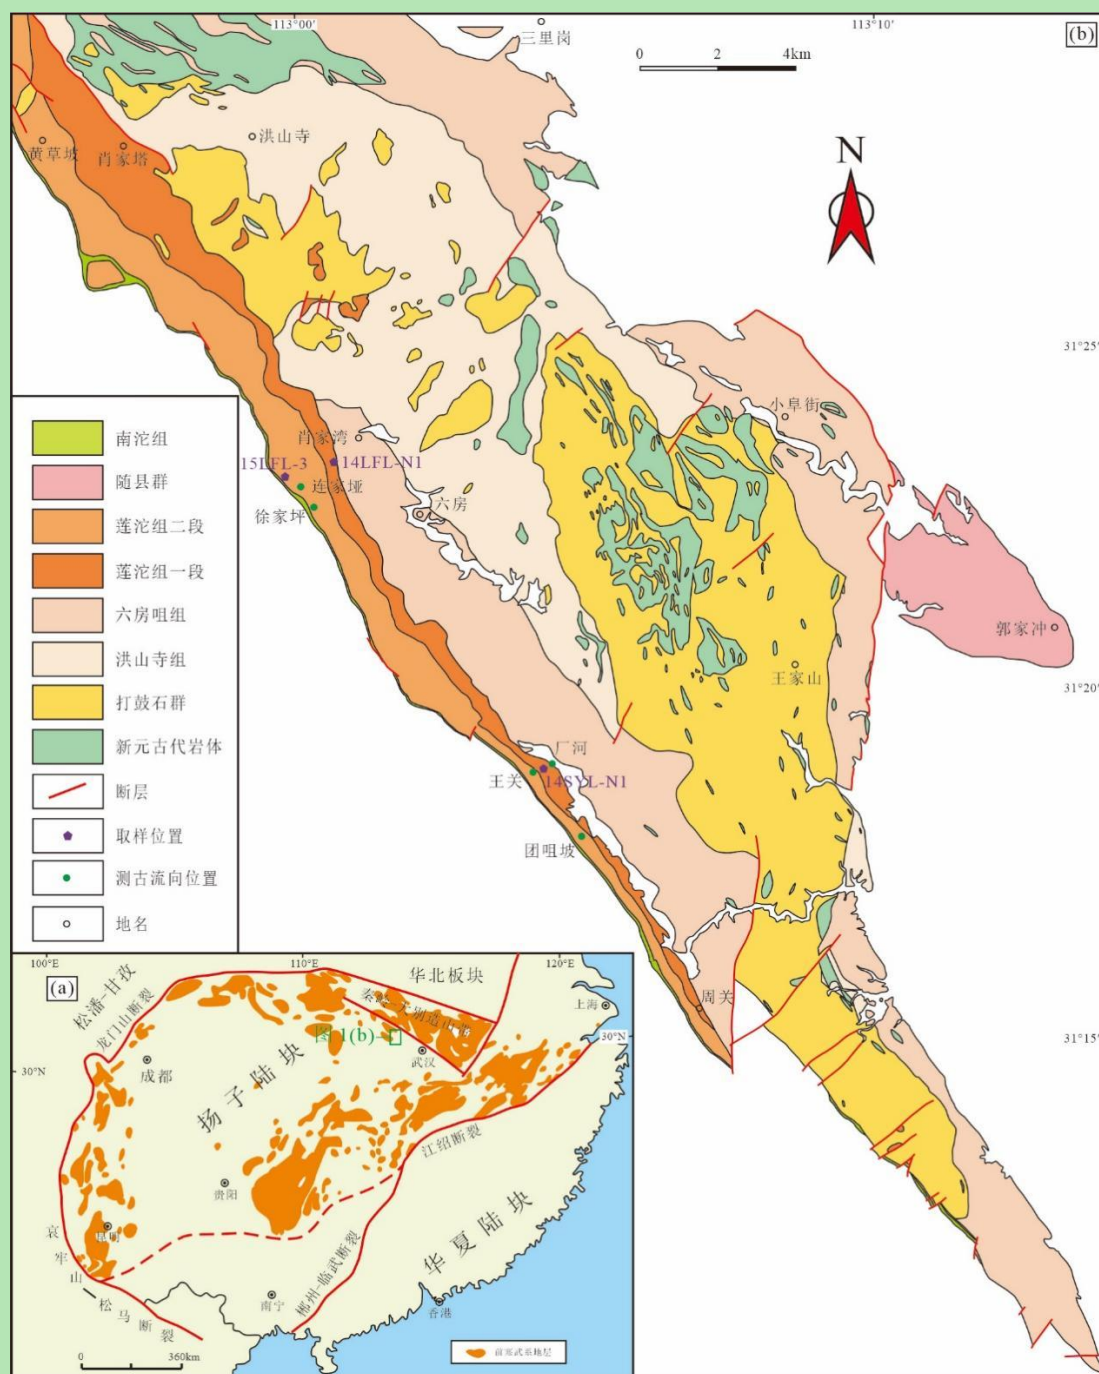 113°00′
113°10′
(b)
三里岗
0 2 4km
洪山寺
黄草坡
肖家塔
N
31°25′
小阜街
肖家湾
15LFL-3
14LFL-N1
连家垭
徐家坪
六房
郭家冲
王家山
31°20′
厂河
王关
14SYL-N1
团咀坡
周关
31°15′
南沱组
随县群
莲沱组二段
莲沱组一段
六房咀组
洪山寺组
打鼓石群
新元古代岩体
断层
取样位置
测古流向位置
地名
100°E
110°E
120°E
(a)
松潘-甘孜
龙门山断裂
华北板块
秦岭-大别造山带
上海
图1(b)
30°N
武汉
30°N
成都
扬子陆块
江绍断裂
贵阳
华夏陆块
昆明
哀牢山-松马断裂
郴州-临武断裂
南宁
香港
0 360km
前寒武系地层